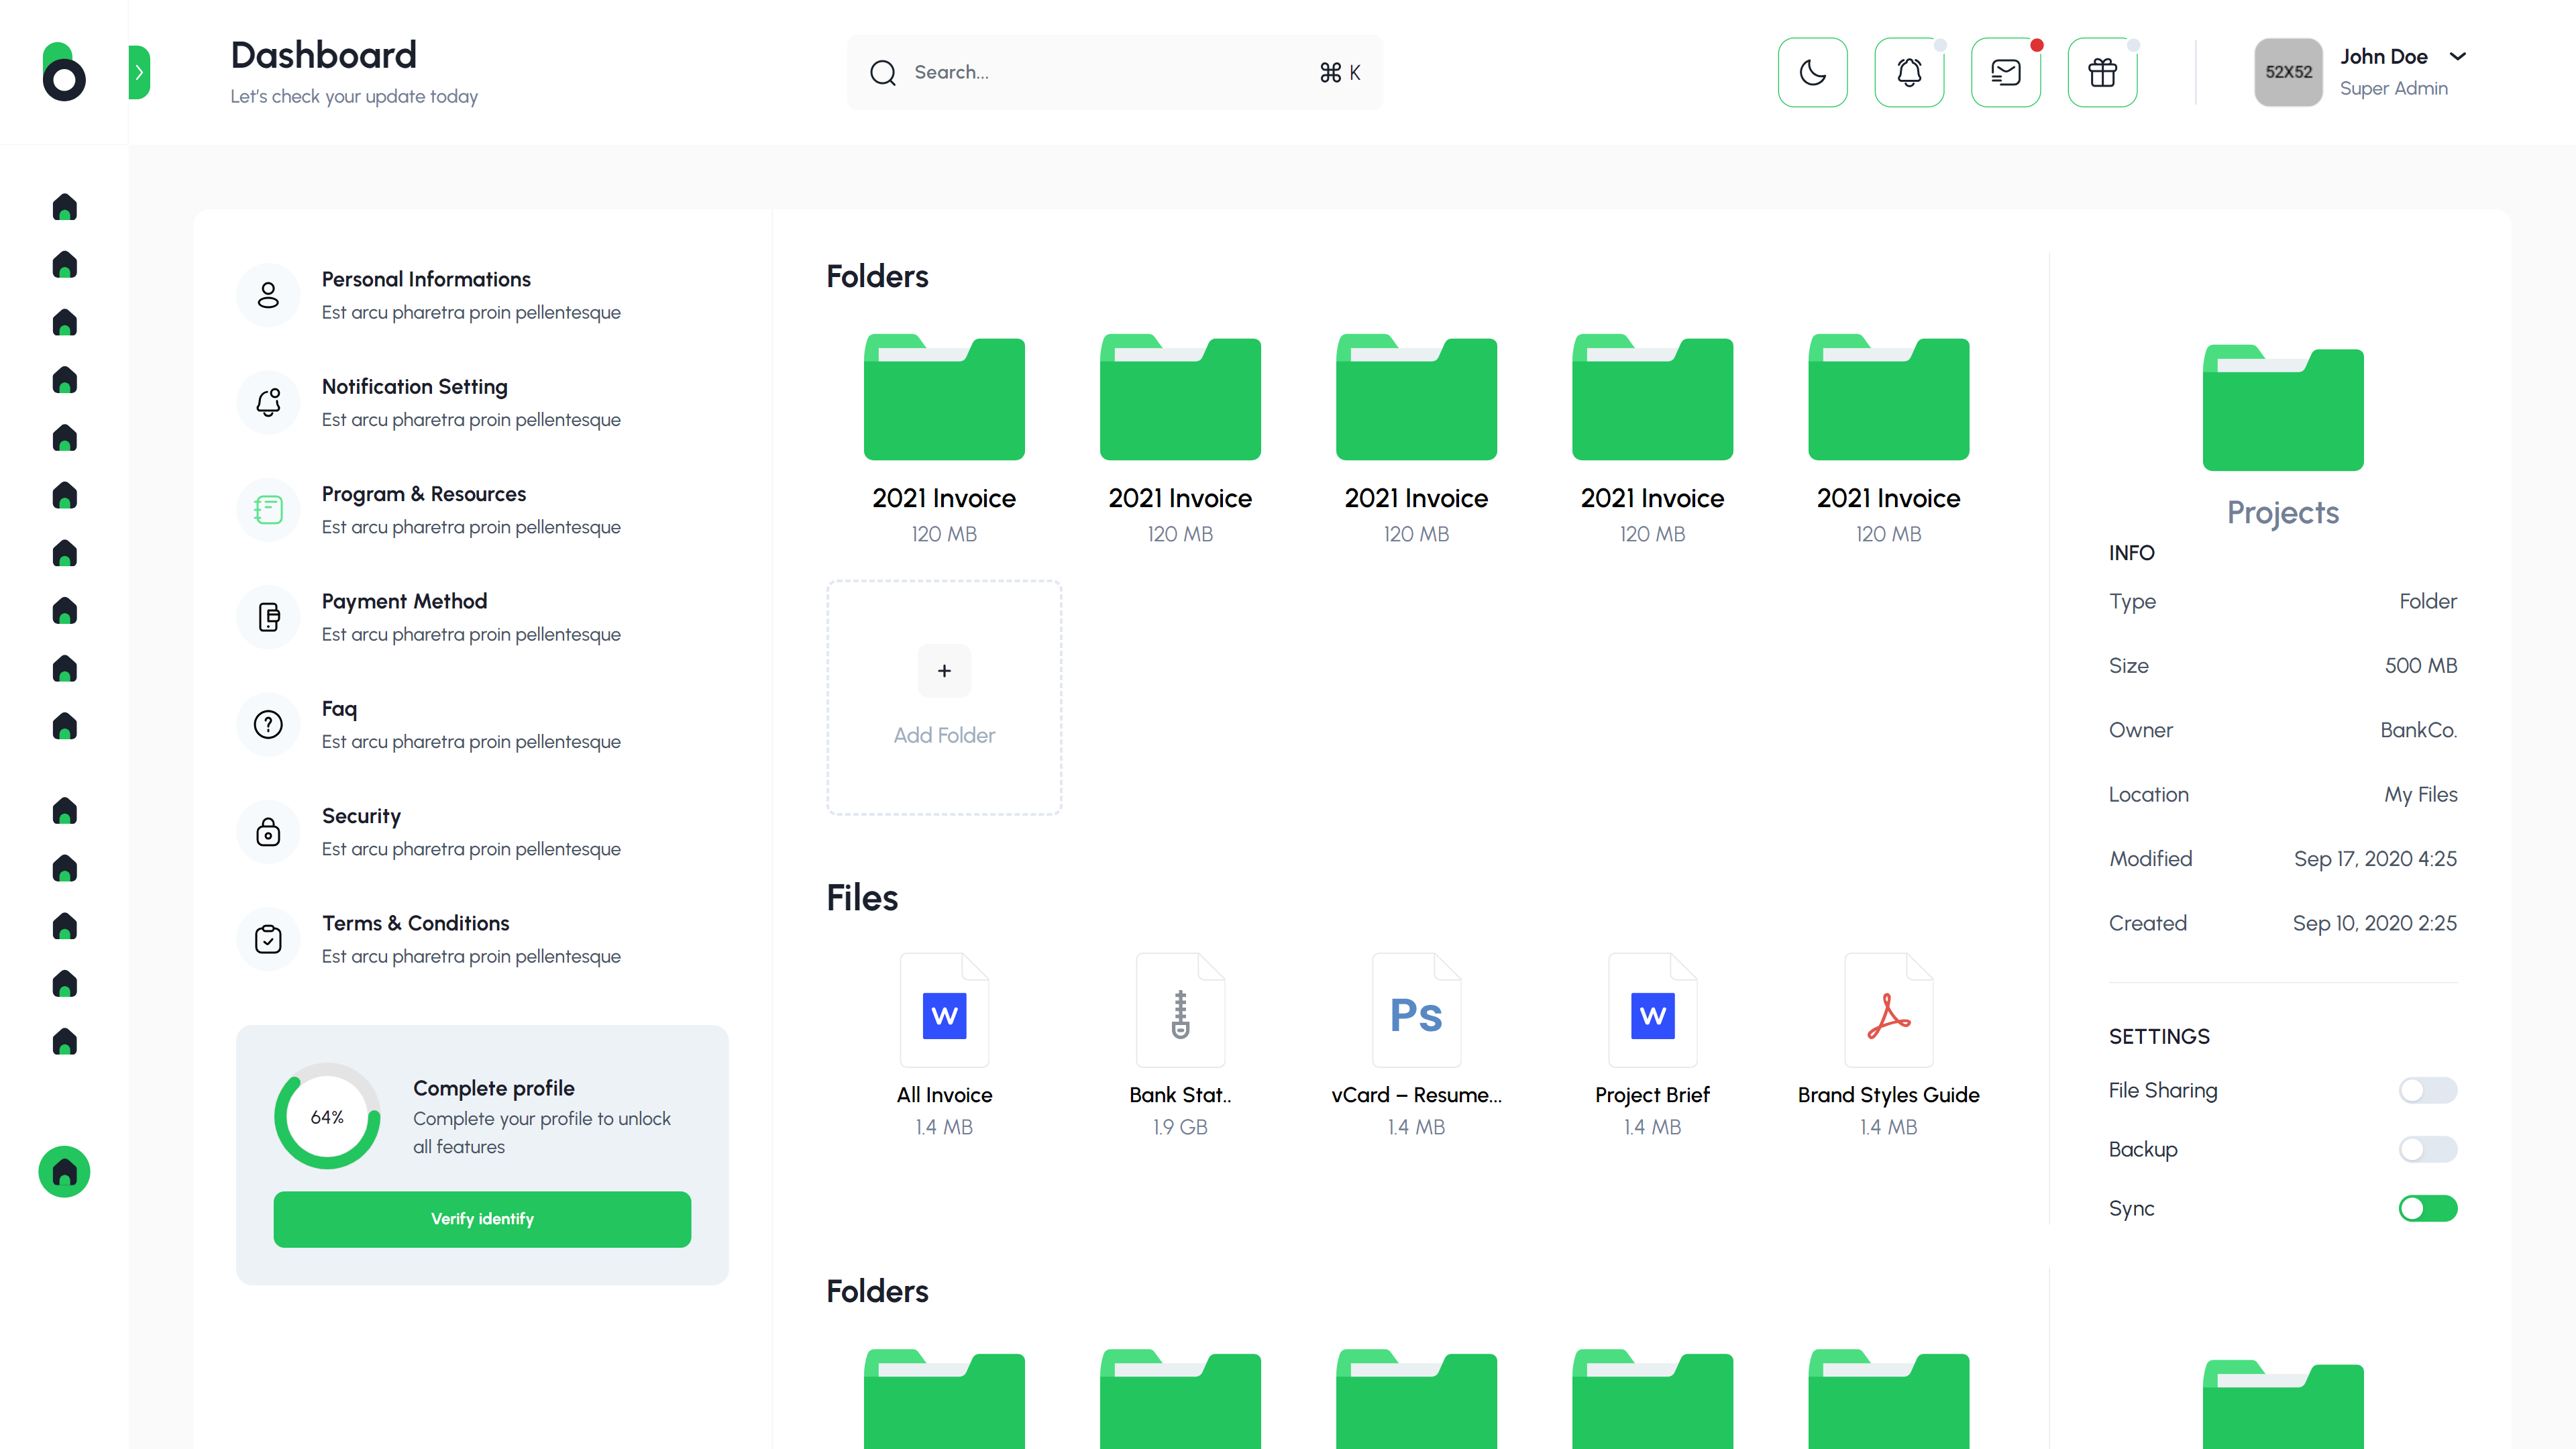 Dashboard
Let's check your update today
Search...
⌘ K
52X52
John Doe
Super Admin
Personal Informations
Est arcu pharetra proin pellentesque
Notification Setting
Est arcu pharetra proin pellentesque
Program & Resources
Est arcu pharetra proin pellentesque
Payment Method
Est arcu pharetra proin pellentesque
Faq
Est arcu pharetra proin pellentesque
Security
Est arcu pharetra proin pellentesque
Terms & Conditions
Est arcu pharetra proin pellentesque
64%
Complete profile
Complete your profile to unlock
all features
Verify identify
Folders
2021 Invoice
120 MB
2021 Invoice
120 MB
2021 Invoice
120 MB
2021 Invoice
120 MB
2021 Invoice
120 MB
+
Add Folder
Files
W
All Invoice
1.4 MB
Bank Stat..
1.9 GB
Ps
vCard – Resume...
1.4 MB
W
Project Brief
1.4 MB
Brand Styles Guide
1.4 MB
Folders
Projects
INFO
Type Folder
Size 500 MB
Owner BankCo.
Location My Files
Modified Sep 17, 2020 4:25
Created Sep 10, 2020 2:25
SETTINGS
File Sharing
Backup
Sync